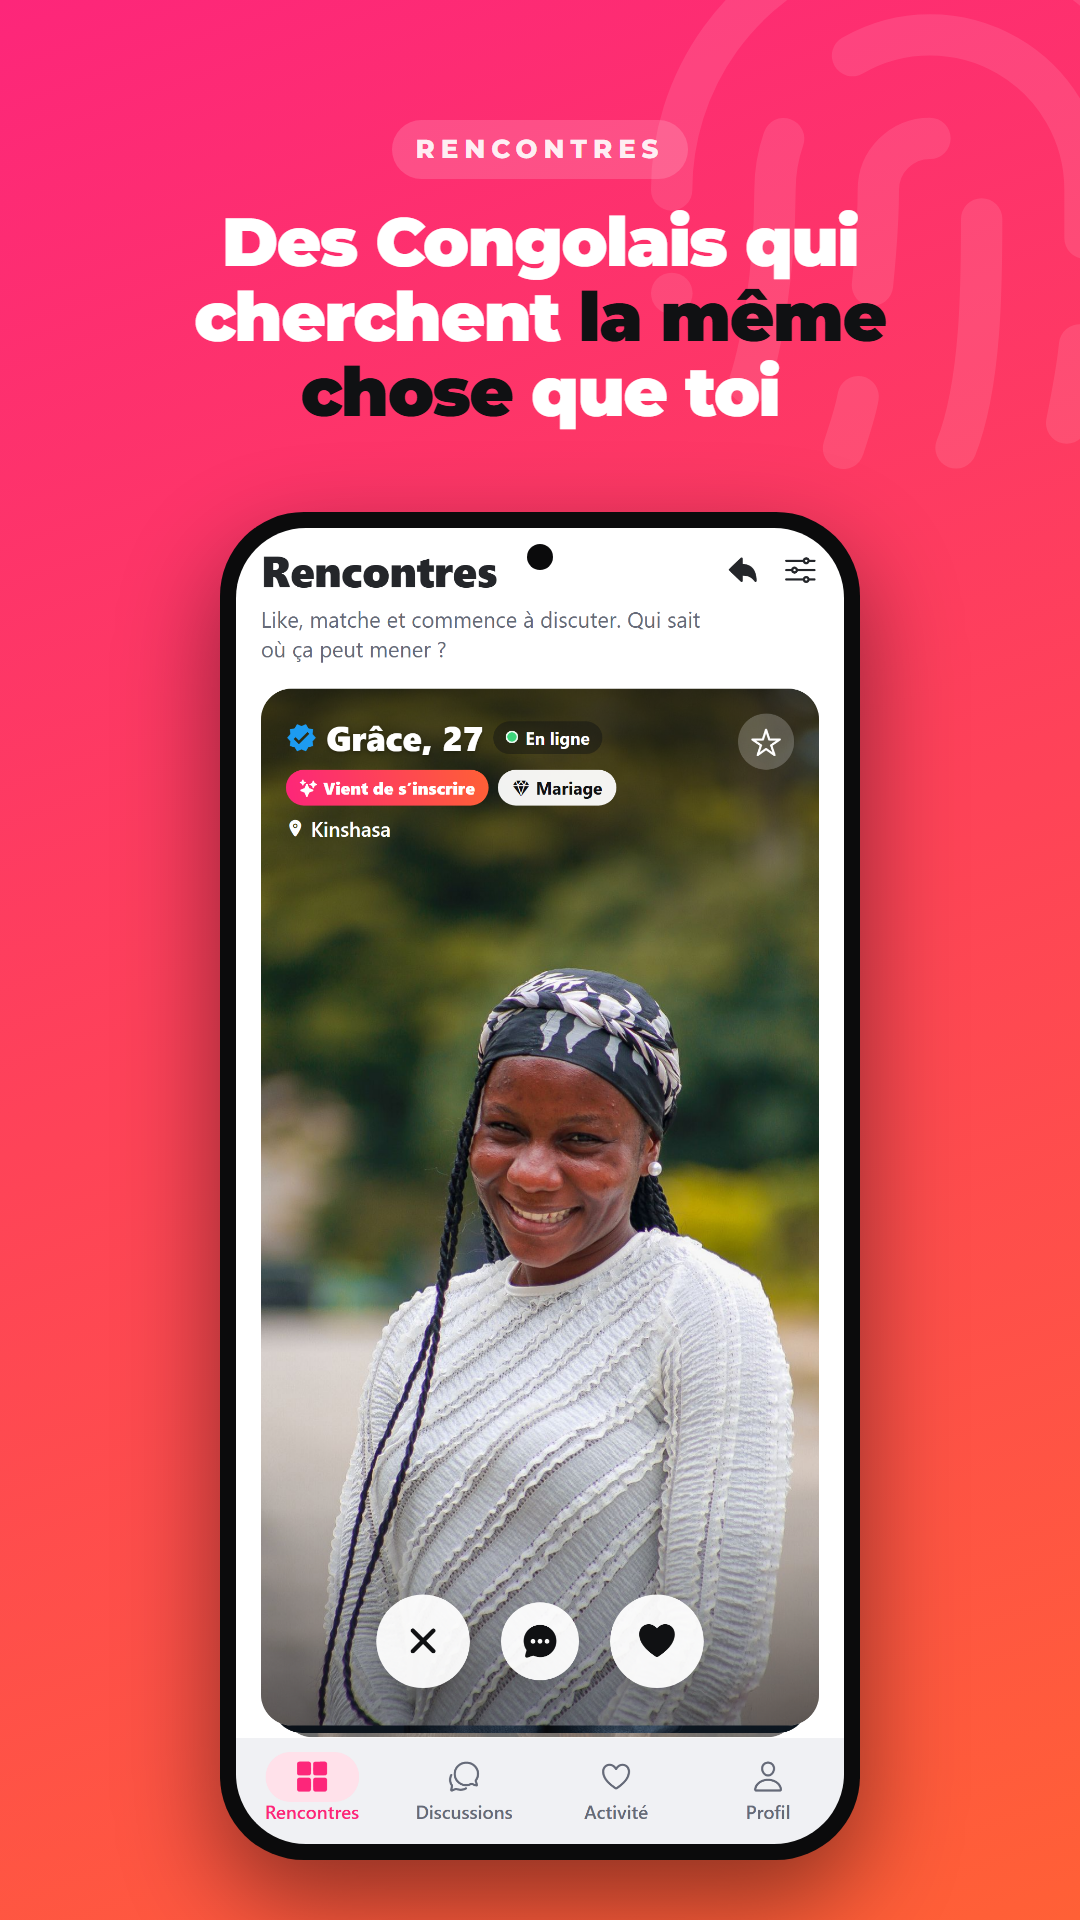 RENCONTRES
Des Congolais qui
cherchent la même
chose que toi
Rencontres
Like, matche et commence à discuter. Qui sait
où ça peut mener ?
Grâce, 27 En ligne
Vient de s'inscrire Mariage
Kinshasa
Rencontres Discussions Activité Profil